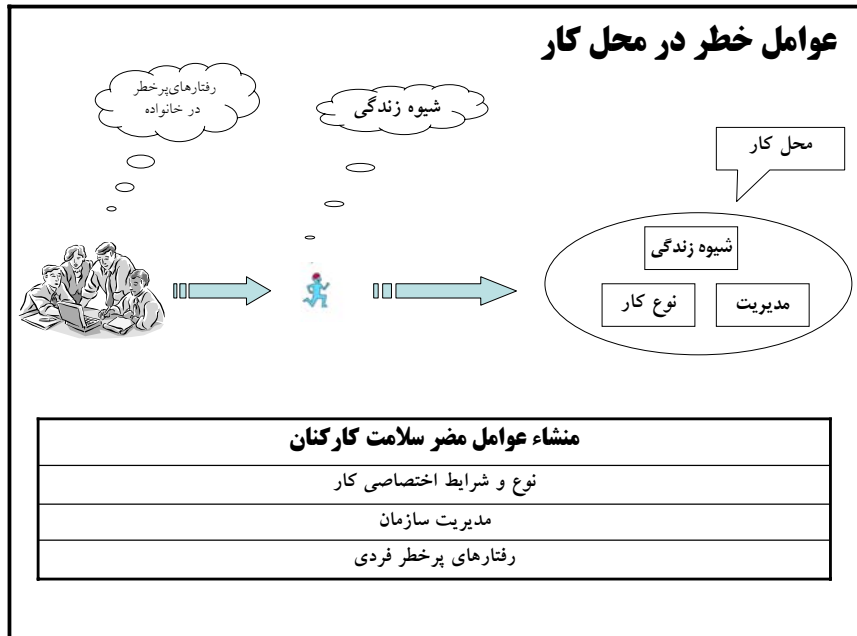 عوامل خطر در محل کار
رفتارهای‌پرخطر
در خانواده
شیوه زندگی
محل کار
شیوه زندگی
نوع کار
مدیریت
منشاء عوامل مضر سلامت کارکنان
نوع و شرایط اختصاصی کار
مدیریت سازمان
رفتارهای پرخطر فردی